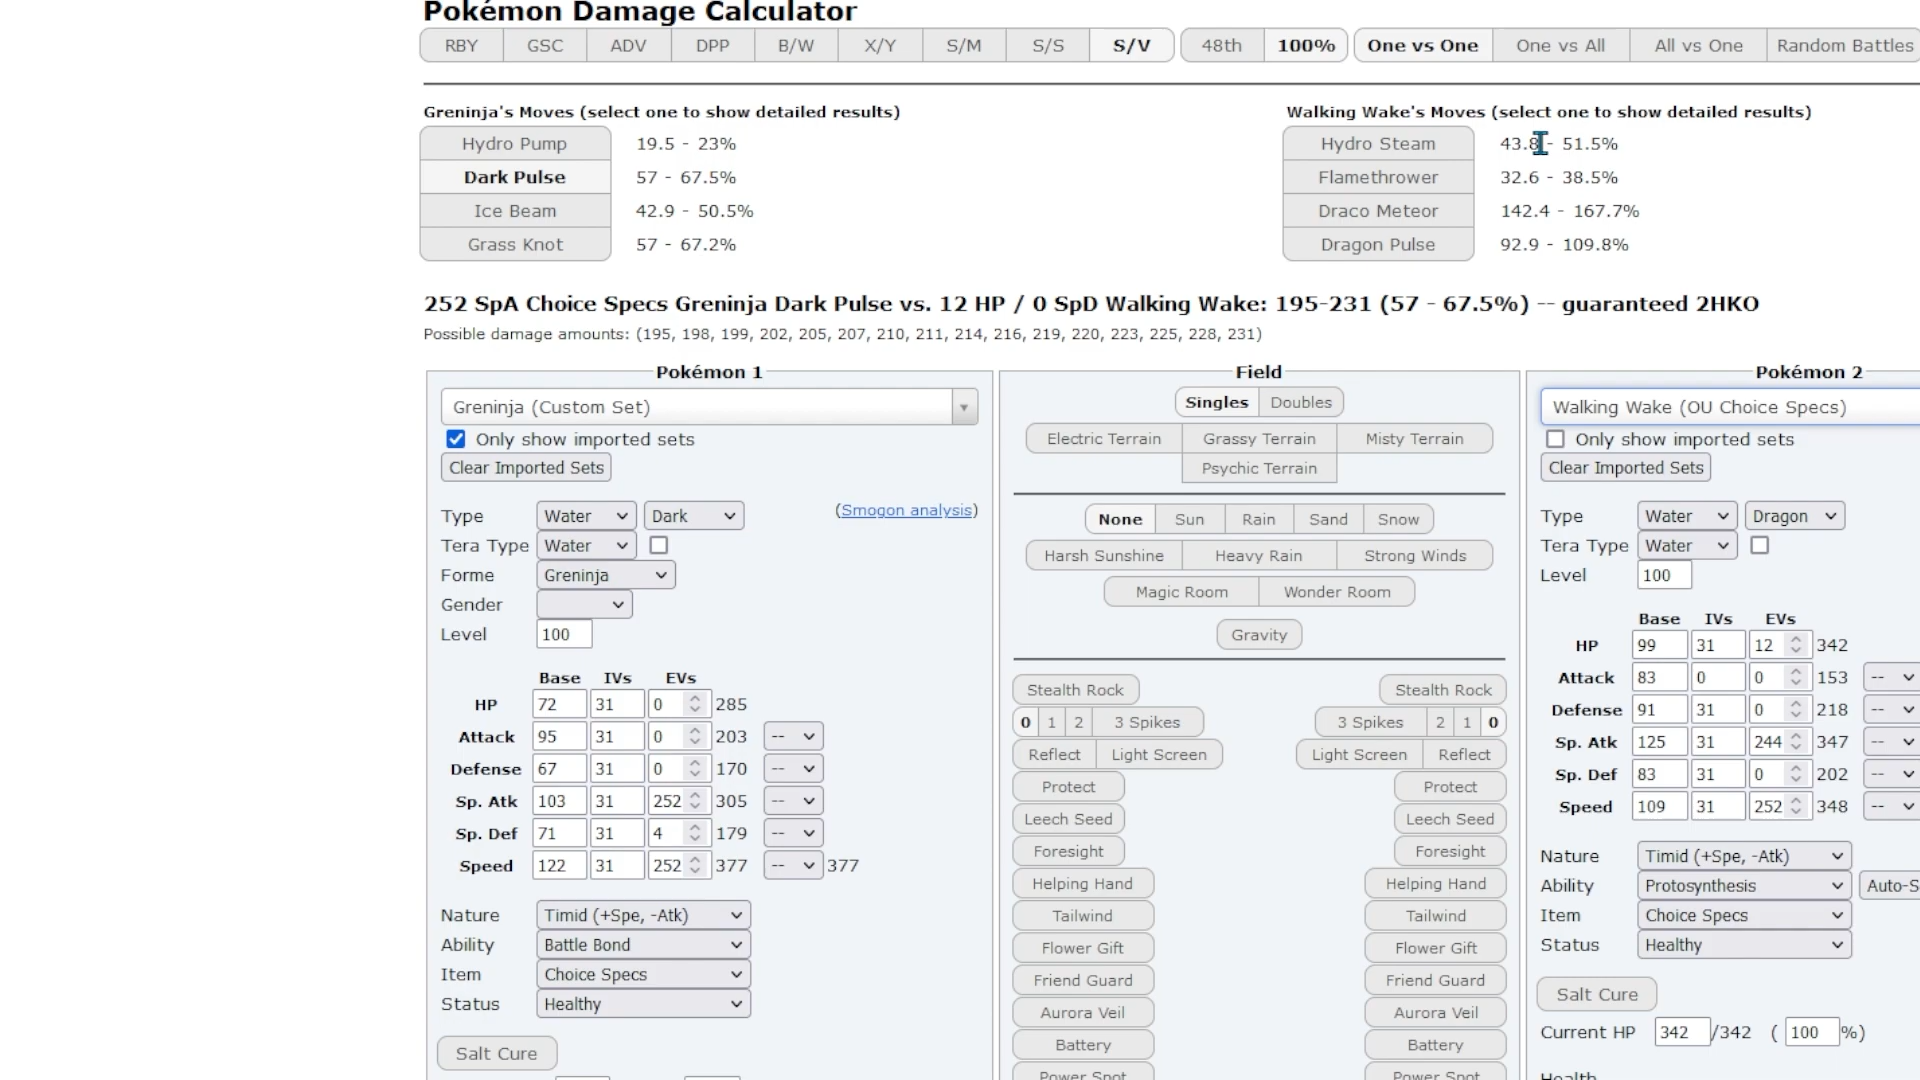 Pokémon Damage Calculator
RBY GSC ADV DPP B/W X/Y S/M S/S S/V 48th 100% One vs One One vs All All vs One Random Battles
Greninja's Moves (select one to show detailed results)
Hydro Pump 19.5 - 23%
Dark Pulse 57 - 67.5%
Ice Beam 42.9 - 50.5%
Grass Knot 57 - 67.2%
Walking Wake's Moves (select one to show detailed results)
Hydro Steam 43.8 - 51.5%
Flamethrower 32.6 - 38.5%
Draco Meteor 142.4 - 167.7%
Dragon Pulse 92.9 - 109.8%
252 SpA Choice Specs Greninja Dark Pulse vs. 12 HP / 0 SpD Walking Wake: 195-231 (57 - 67.5%) -- guaranteed 2HKO
Possible damage amounts: (195, 198, 199, 202, 205, 207, 210, 211, 214, 216, 219, 220, 223, 225, 228, 231)
Pokémon 1
Greninja (Custom Set)
Only show imported sets
Clear Imported Sets
Type Water Dark (Smogon analysis)
Tera Type Water
Forme Greninja
Gender
Level 100
Base IVs EVs
HP 72 31 0 285
Attack 95 31 0 203 --
Defense 67 31 0 170 --
Sp. Atk 103 31 252 305 --
Sp. Def 71 31 4 179 --
Speed 122 31 252 377 -- 377
Nature Timid (+Spe, -Atk)
Ability Battle Bond
Item Choice Specs
Status Healthy
Salt Cure
Field
Singles Doubles
Electric Terrain Grassy Terrain Misty Terrain
Psychic Terrain
None Sun Rain Sand Snow
Harsh Sunshine Heavy Rain Strong Winds
Magic Room Wonder Room
Gravity
Stealth Rock Stealth Rock
0 1 2 3 Spikes 3 Spikes 2 1 0
Reflect Light Screen Light Screen Reflect
Protect Protect
Leech Seed Leech Seed
Foresight Foresight
Helping Hand Helping Hand
Tailwind Tailwind
Flower Gift Flower Gift
Friend Guard Friend Guard
Aurora Veil Aurora Veil
Battery Battery
Power Spot Power Spot
Pokémon 2
Walking Wake (OU Choice Specs)
Only show imported sets
Clear Imported Sets
Type Water Dragon
Tera Type Water
Level 100
Base IVs EVs
HP 99 31 12 342
Attack 83 0 0 153 --
Defense 91 31 0 218 --
Sp. Atk 125 31 244 347 --
Sp. Def 83 31 0 202 --
Speed 109 31 252 348 --
Nature Timid (+Spe, -Atk)
Ability Protosynthesis Auto-S
Item Choice Specs
Status Healthy
Salt Cure
Current HP 342 /342 ( 100 %)
Health